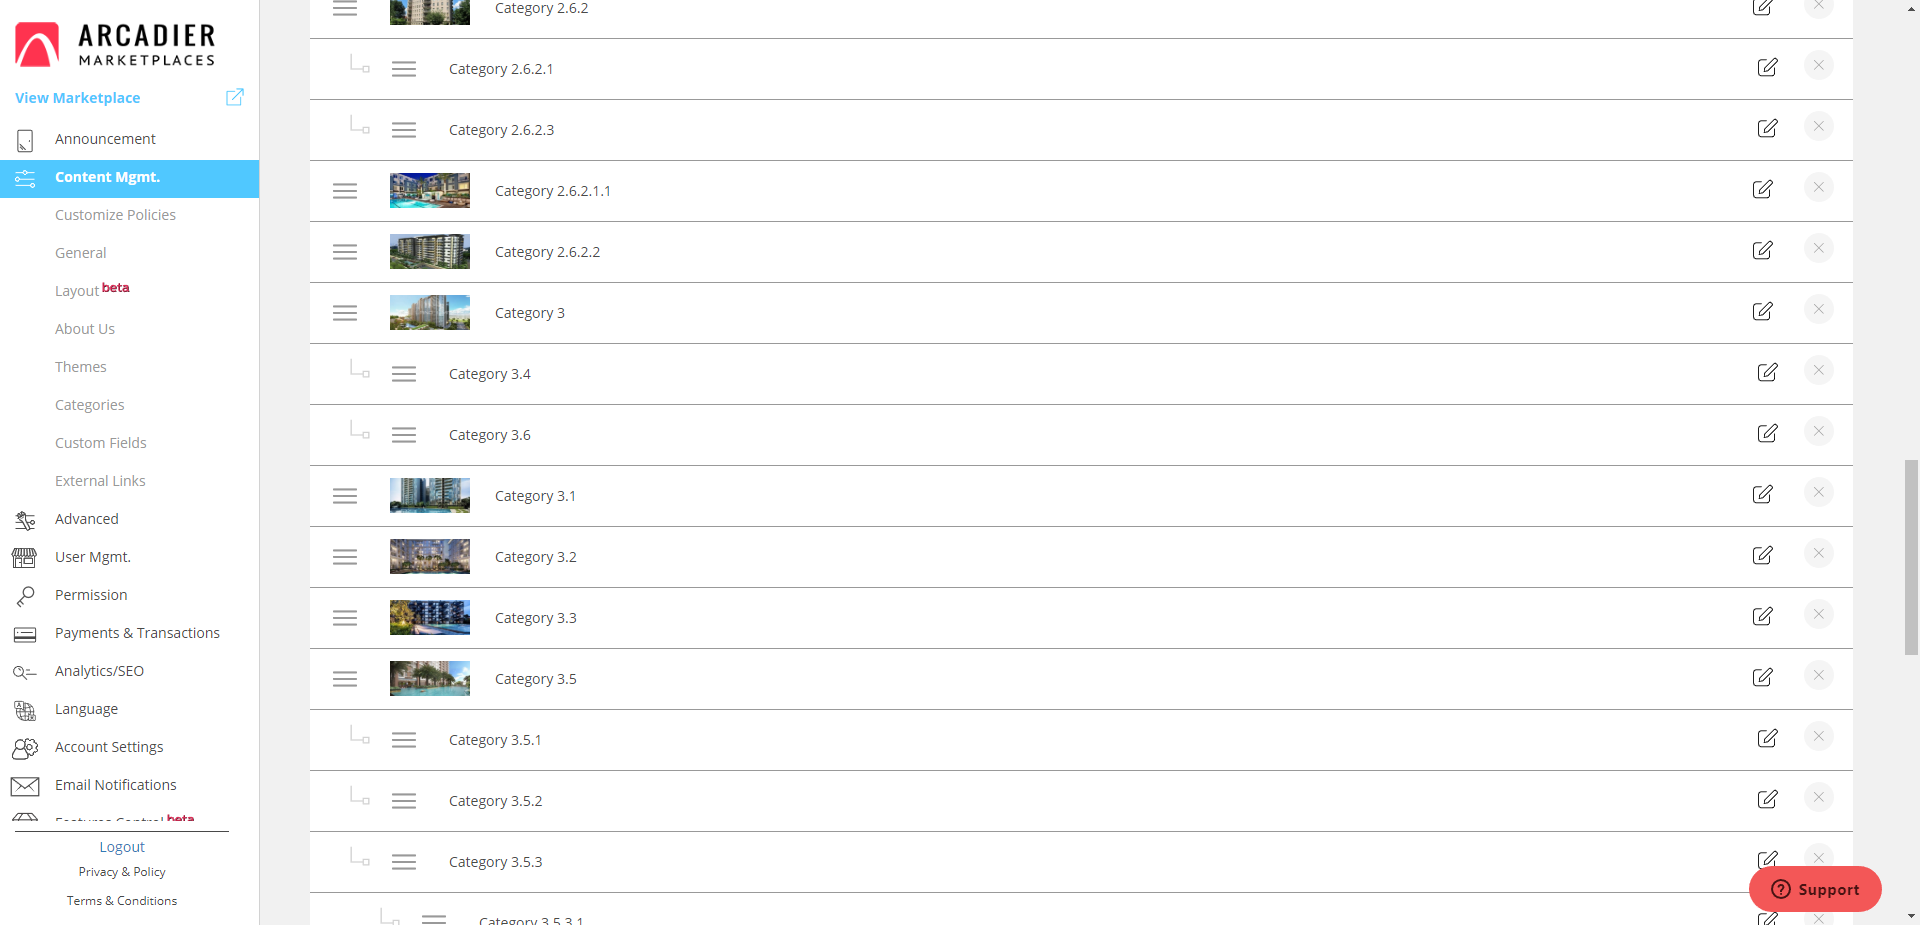 ARCADIER
MARKETPLACES
View Marketplace
Announcement
Content Mgmt.
Customize Policies
General
Layout beta
About Us
Themes
Categories
Custom Fields
External Links
Advanced
User Mgmt.
Permission
Payments & Transactions
Analytics/SEO
Language
Account Settings
Email Notifications
Features Control beta
Logout
Privacy & Policy
Terms & Conditions
Category 2.6.2
Category 2.6.2.1
Category 2.6.2.3
Category 2.6.2.1.1
Category 2.6.2.2
Category 3
Category 3.4
Category 3.6
Category 3.1
Category 3.2
Category 3.3
Category 3.5
Category 3.5.1
Category 3.5.2
Category 3.5.3
Category 3.5.3.1
Support